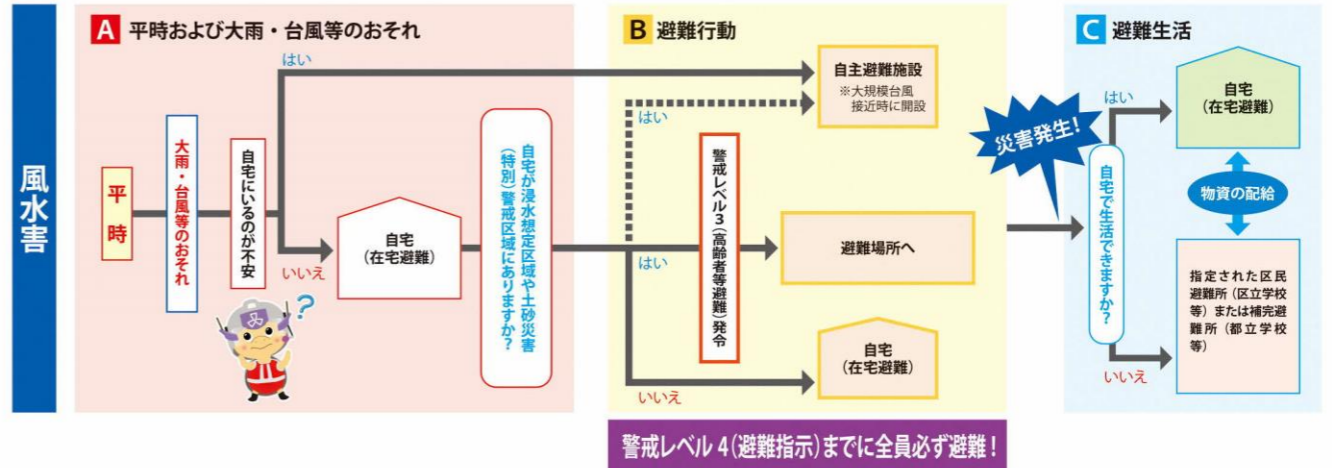 風水害
A 平時および大雨・台風等のおそれ
平時
大雨・台風等のおそれ
自宅にいるのが不安
はい
いいえ
自宅
(在宅避難)
自宅が浸水想定区域や土砂災害
(特別)警戒区域にありますか?
?
B 避難行動
自主避難施設
※大規模台風
接近時に開設
はい
はい
いいえ
警戒レベル3(高齢者等避難)発令
避難場所へ
自宅
(在宅避難)
警戒レベル4(避難指示)までに全員必ず避難!
災害発生!
C 避難生活
自宅で生活できますか?
はい
自宅
(在宅避難)
物資の配給
いいえ
指定された区民
避難所(区立学校
等)または補完避
難所(都立学校
等)